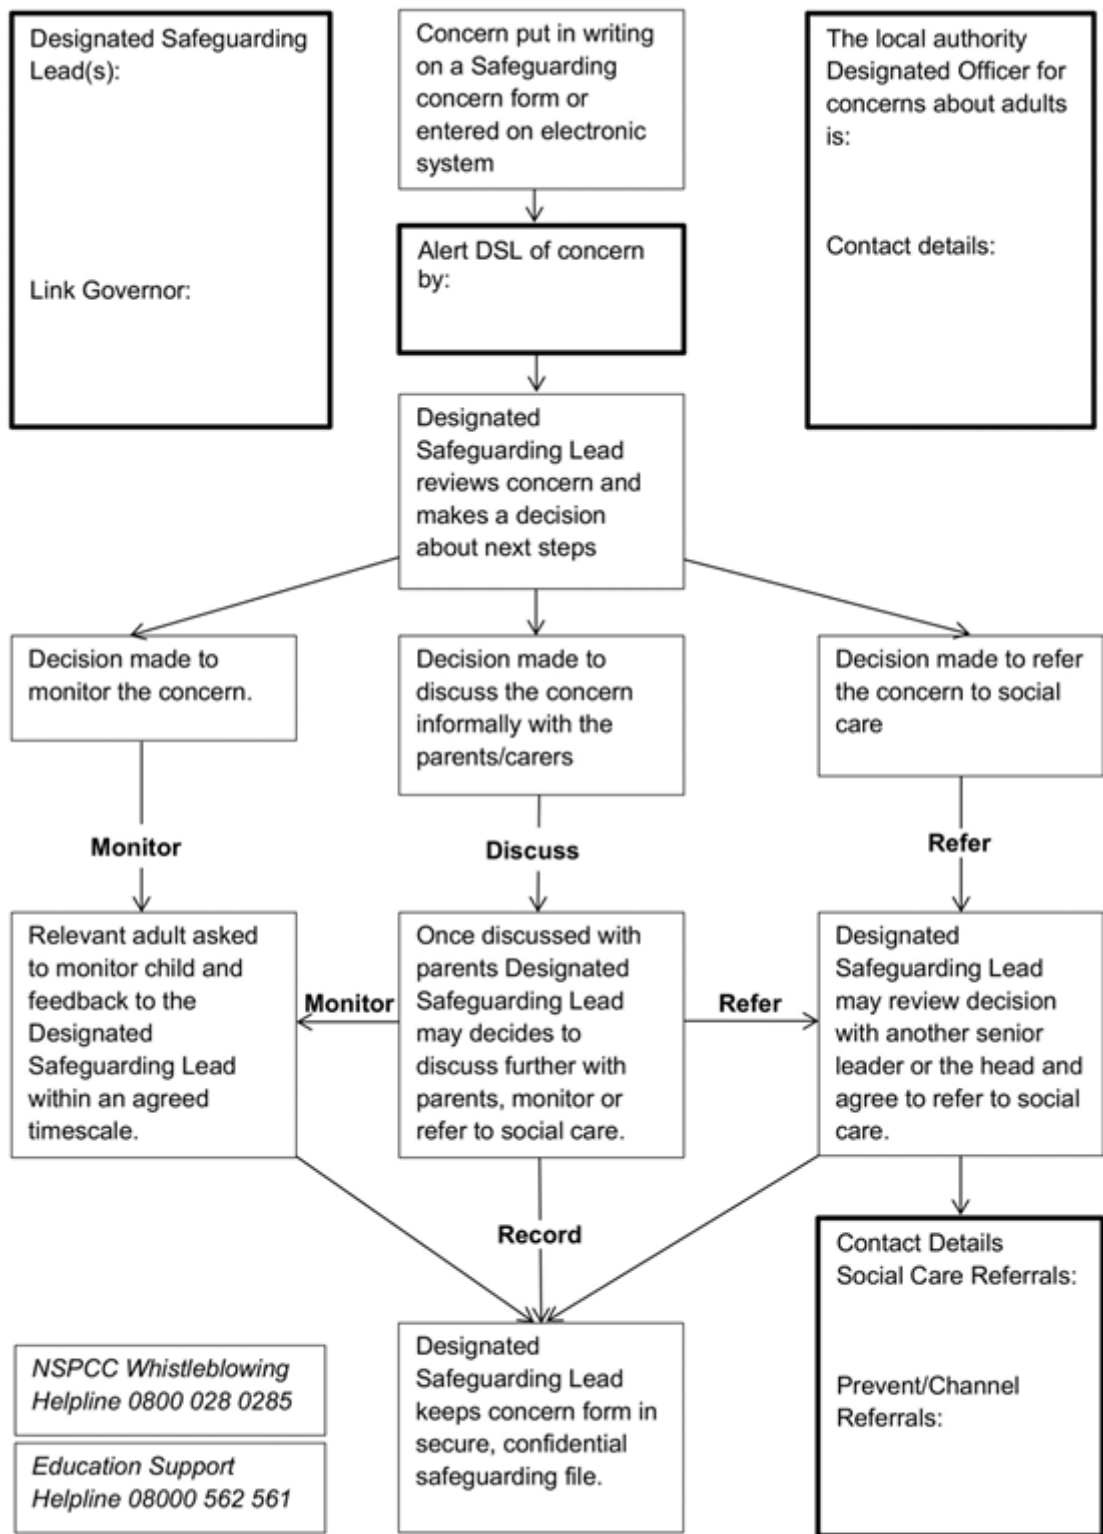 Designated Safeguarding
Lead(s):
Link Governor:
Concern put in writing
on a Safeguarding
concern form or
entered on electronic
system
The local authority
Designated Officer for
concerns about adults
is:
Contact details:
Alert DSL of concern
by:
Designated
Safeguarding Lead
reviews concern and
makes a decision
about next steps
Decision made to
monitor the concern.
Decision made to
discuss the concern
informally with the
parents/carers
Decision made to refer
the concern to social
care
Monitor
Discuss
Refer
Relevant adult asked
to monitor child and
feedback to the
Designated
Safeguarding Lead
within an agreed
timescale.
Monitor
Once discussed with
parents Designated
Safeguarding Lead
may decides to
discuss further with
parents, monitor or
refer to social care.
Refer
Designated
Safeguarding Lead
may review decision
with another senior
leader or the head and
agree to refer to social
care.
Record
Contact Details
Social Care Referrals:
Prevent/Channel
Referrals:
Designated
Safeguarding Lead
keeps concern form in
secure, confidential
safeguarding file.
NSPCC Whistleblowing
Helpline 0800 028 0285
Education Support
Helpline 08000 562 561